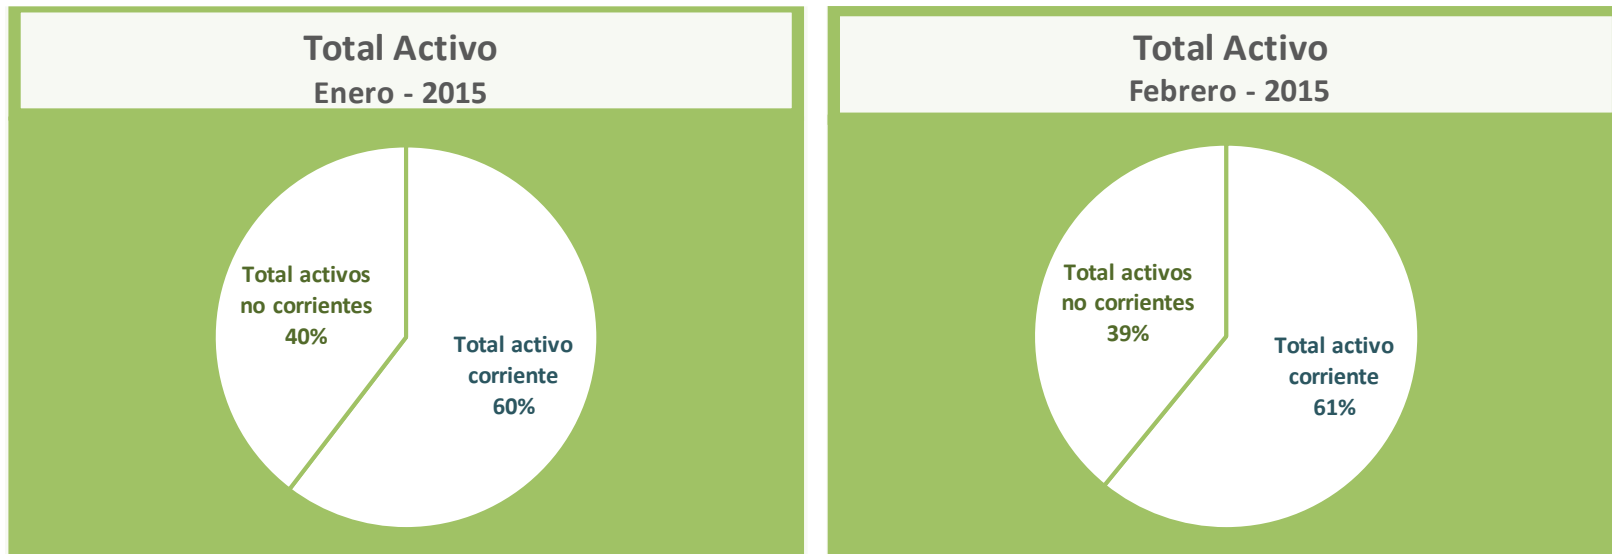 Total Activo
Enero - 2015
Total activos
no corrientes
40%
Total activo
corriente
60%
Total Activo
Febrero - 2015
Total activos
no corrientes
39%
Total activo
corriente
61%